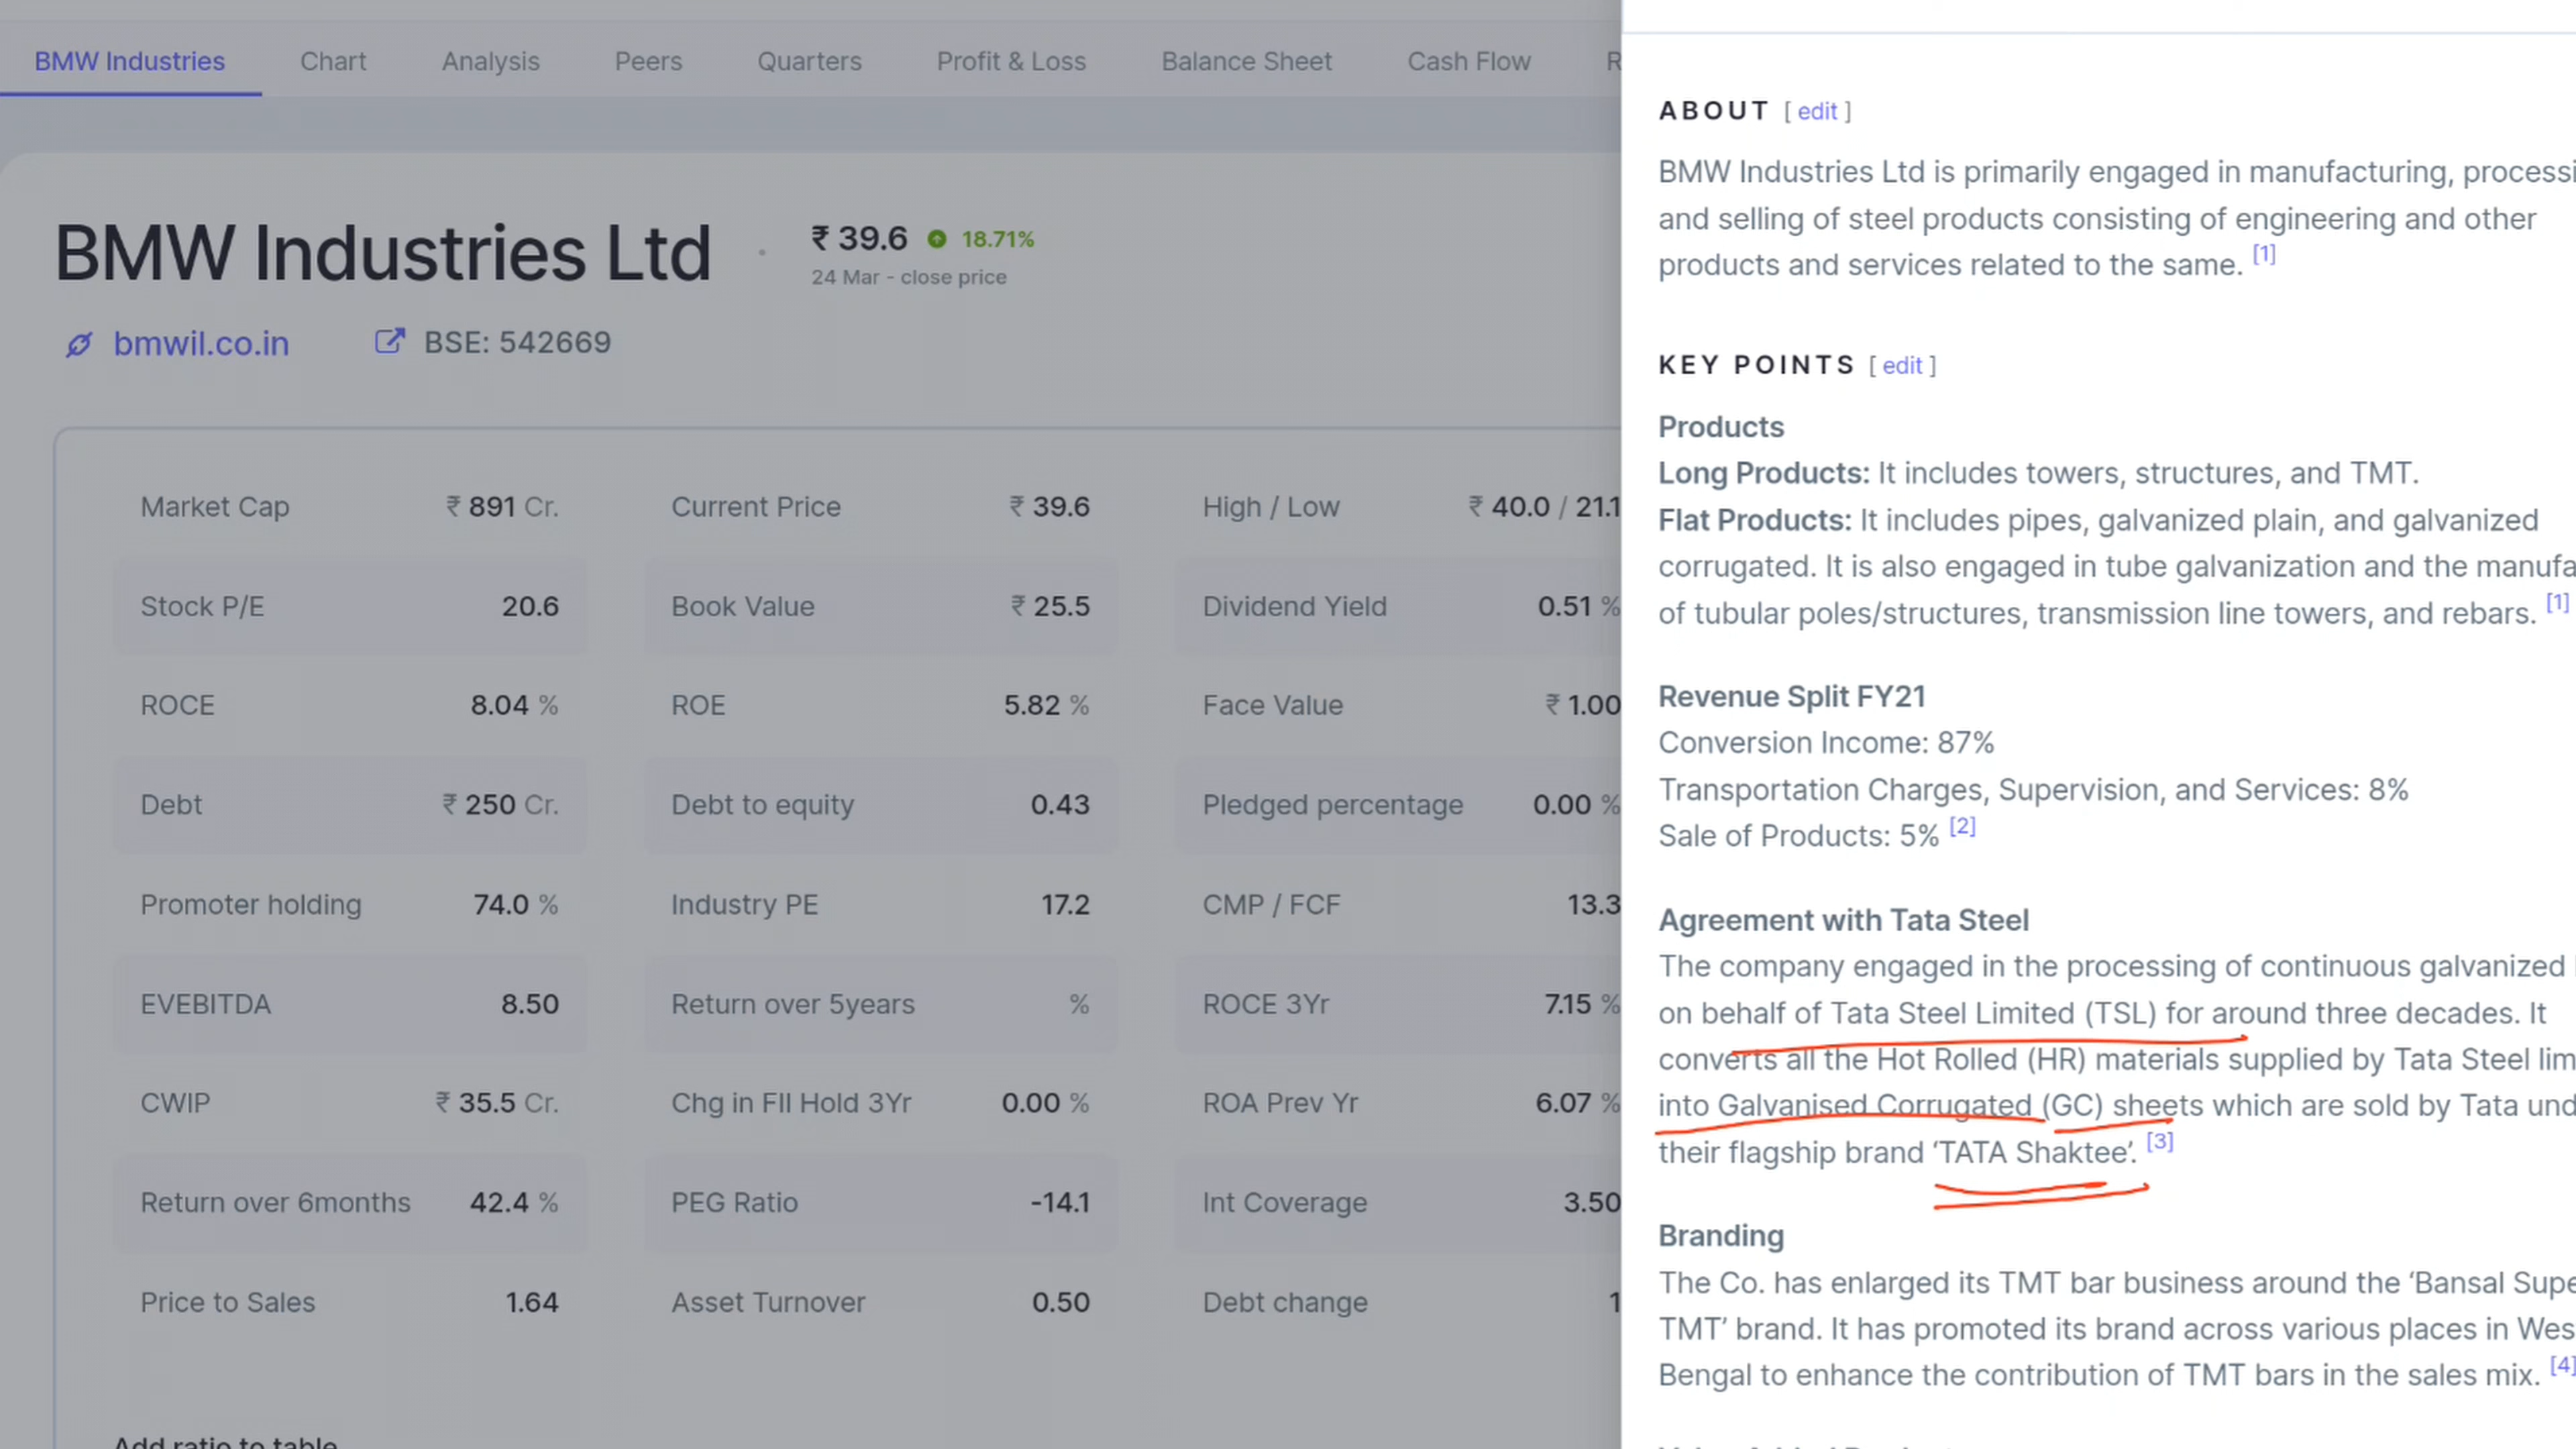 BMW Industries Chart Analysis Peers Quarters Profit & Loss Balance Sheet Cash Flow
BMW Industries Ltd
₹ 39.6 18.71%
24 Mar - close price
bmwil.co.in BSE: 542669
Market Cap ₹ 891 Cr. Current Price ₹ 39.6 High / Low ₹ 40.0 / 21.1
Stock P/E 20.6 Book Value ₹ 25.5 Dividend Yield 0.51 %
ROCE 8.04 % ROE 5.82 % Face Value ₹ 1.00
Debt ₹ 250 Cr. Debt to equity 0.43 Pledged percentage 0.00 %
Promoter holding 74.0 % Industry PE 17.2 CMP / FCF 13.3
EVEBITDA 8.50 Return over 5years % ROCE 3Yr 7.15 %
CWIP ₹ 35.5 Cr. Chg in FII Hold 3Yr 0.00 % ROA Prev Yr 6.07 %
Return over 6months 42.4 % PEG Ratio -14.1 Int Coverage 3.50
Price to Sales 1.64 Asset Turnover 0.50 Debt change 1
Add ratio to table
ABOUT [ edit ]
BMW Industries Ltd is primarily engaged in manufacturing, processi
and selling of steel products consisting of engineering and other
products and services related to the same. [1]
KEY POINTS [ edit ]
Products
Long Products: It includes towers, structures, and TMT.
Flat Products: It includes pipes, galvanized plain, and galvanized
corrugated. It is also engaged in tube galvanization and the manufa
of tubular poles/structures, transmission line towers, and rebars. [1]
Revenue Split FY21
Conversion Income: 87%
Transportation Charges, Supervision, and Services: 8%
Sale of Products: 5% [2]
Agreement with Tata Steel
The company engaged in the processing of continuous galvanized
on behalf of Tata Steel Limited (TSL) for around three decades. It
converts all the Hot Rolled (HR) materials supplied by Tata Steel lim
into Galvanised Corrugated (GC) sheets which are sold by Tata und
their flagship brand ‘TATA Shaktee’. [3]
Branding
The Co. has enlarged its TMT bar business around the ‘Bansal Supe
TMT’ brand. It has promoted its brand across various places in Wes
Bengal to enhance the contribution of TMT bars in the sales mix. [4]